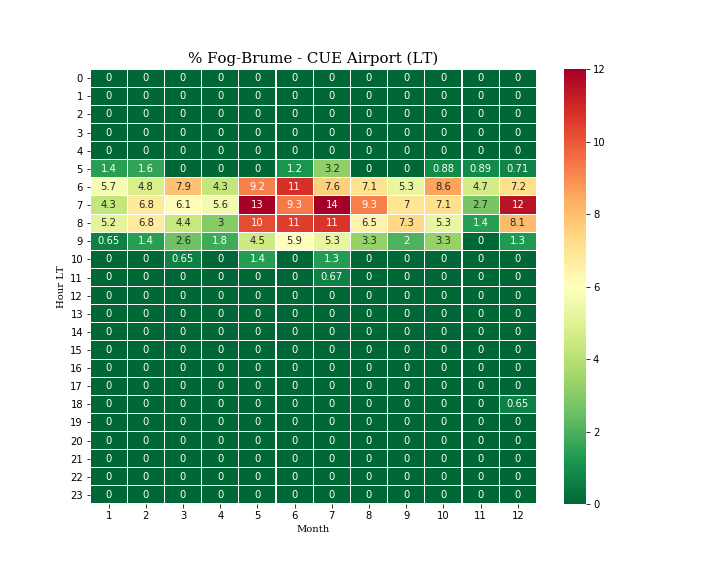 % Fog-Brume - CUE Airport (LT)
0 0 0 0 0 0 0 0 0 0 0 0 0
1 0 0 0 0 0 0 0 0 0 0 0 0
2 0 0 0 0 0 0 0 0 0 0 0 0
3 0 0 0 0 0 0 0 0 0 0 0 0
4 0 0 0 0 0 0 0 0 0 0 0 0
5 1.4 1.6 0 0 0 1.2 3.2 0 0 0.88 0.89 0.71
6 5.7 4.8 7.9 4.3 9.2 11 7.6 7.1 5.3 8.6 4.7 7.2
7 4.3 6.8 6.1 5.6 13 9.3 14 9.3 7 7.1 2.7 12
8 5.2 6.8 4.4 3 10 11 11 6.5 7.3 5.3 1.4 8.1
9 0.65 1.4 2.6 1.8 4.5 5.9 5.3 3.3 2 3.3 0 1.3
10 0 0 0.65 0 1.4 0 1.3 0 0 0 0 0
11 0 0 0 0 0 0 0.67 0 0 0 0 0
12 0 0 0 0 0 0 0 0 0 0 0 0
13 0 0 0 0 0 0 0 0 0 0 0 0
14 0 0 0 0 0 0 0 0 0 0 0 0
15 0 0 0 0 0 0 0 0 0 0 0 0
16 0 0 0 0 0 0 0 0 0 0 0 0
17 0 0 0 0 0 0 0 0 0 0 0 0
18 0 0 0 0 0 0 0 0 0 0 0 0.65
19 0 0 0 0 0 0 0 0 0 0 0 0
20 0 0 0 0 0 0 0 0 0 0 0 0
21 0 0 0 0 0 0 0 0 0 0 0 0
22 0 0 0 0 0 0 0 0 0 0 0 0
23 0 0 0 0 0 0 0 0 0 0 0 0
1 2 3 4 5 6 7 8 9 10 11 12
Month
Hour LT
12
10
8
6
4
2
0